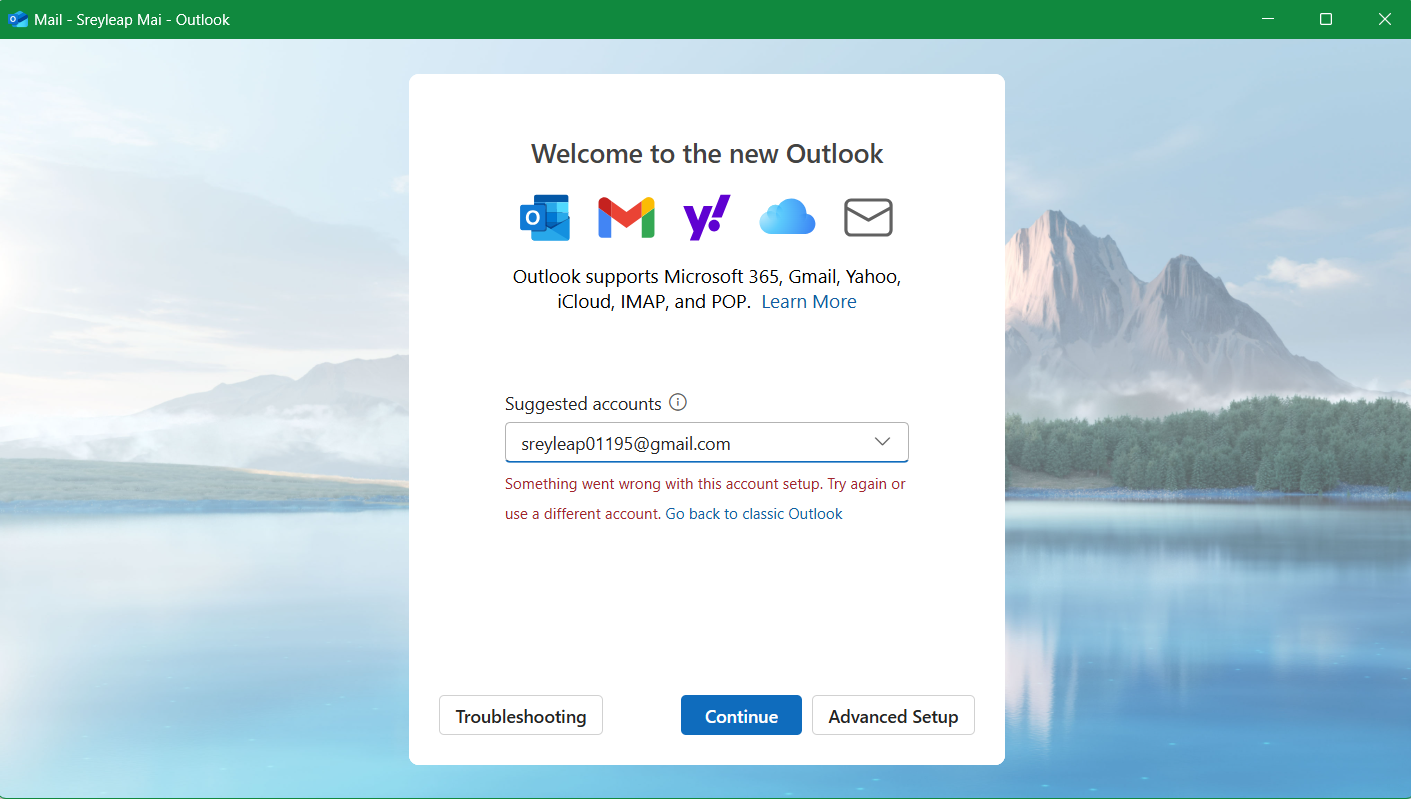 Mail - Sreyleap Mai - Outlook
Welcome to the new Outlook
Outlook supports Microsoft 365, Gmail, Yahoo,
iCloud, IMAP, and POP. Learn More
Suggested accounts
sreyleap01195@gmail.com
Something went wrong with this account setup. Try again or
use a different account. Go back to classic Outlook
Troubleshooting
Continue
Advanced Setup